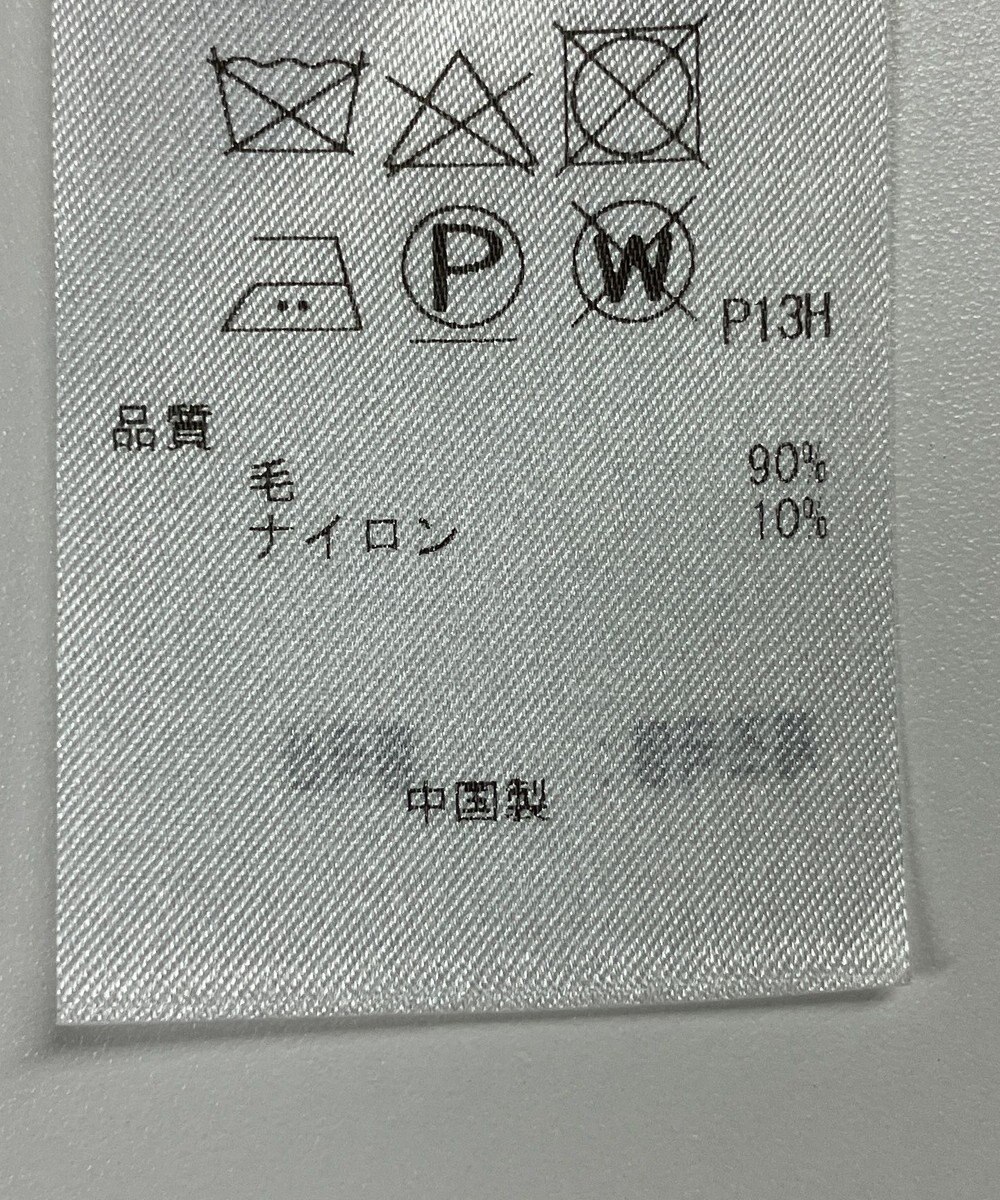 P W P13H
品質
毛 90%
ナイロン 10%
中国製